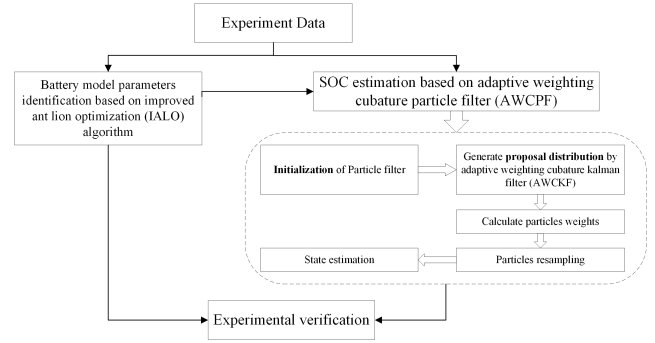 Experiment Data
Battery model parameters
identification based on improved
ant lion optimization (IALO)
algorithm
SOC estimation based on adaptive weighting
cubature particle filter (AWCPF)
Initialization of Particle filter
Generate proposal distribution by
adaptive weighting cubature kalman
filter (AWCKF)
Calculate particles weights
State estimation
Particles resampling
Experimental verification